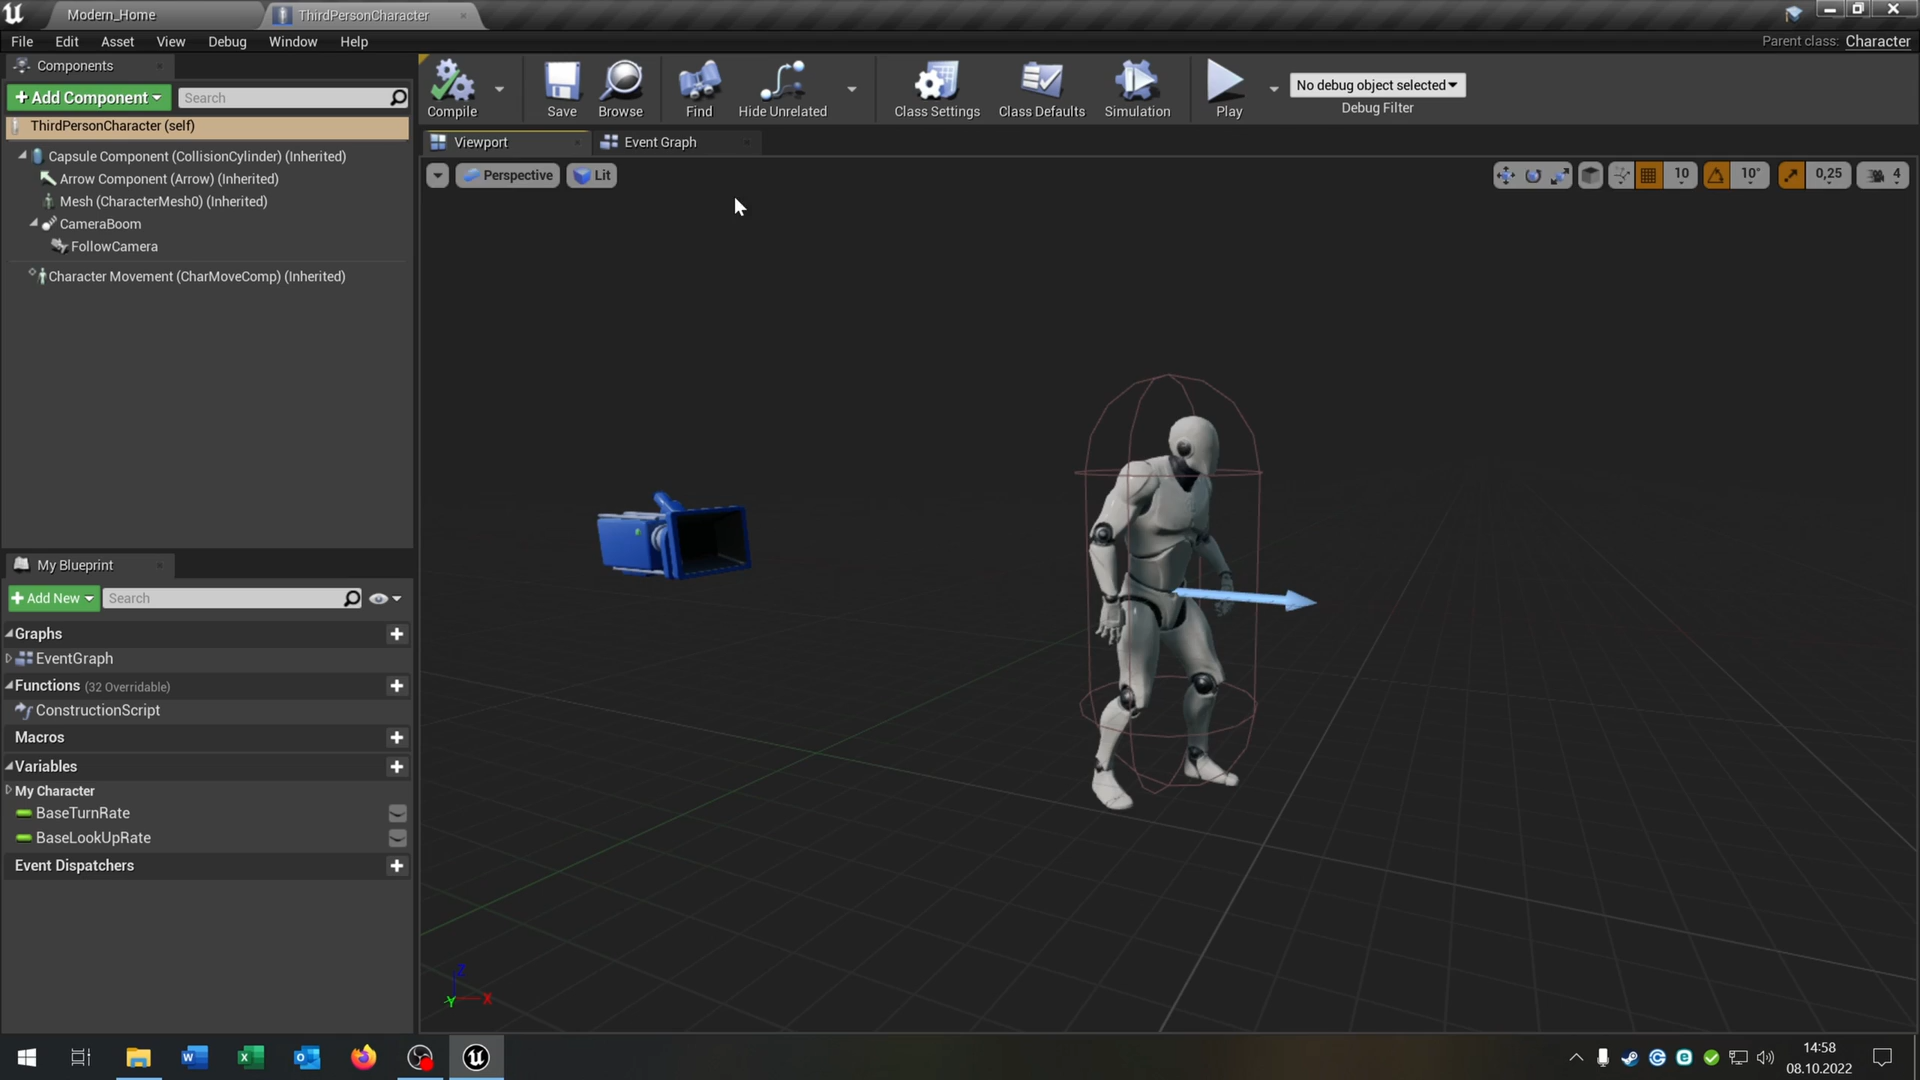 Modern_Home
ThirdPersonCharacter
File Edit Asset View Debug Window Help
Parent class: Character
Components
+ Add Component
Search
ThirdPersonCharacter (self)
Capsule Component (CollisionCylinder) (Inherited)
Arrow Component (Arrow) (Inherited)
Mesh (CharacterMesh0) (Inherited)
CameraBoom
FollowCamera
Character Movement (CharMoveComp) (Inherited)
Compile
Save
Browse
Find
Hide Unrelated
Class Settings
Class Defaults
Simulation
Play
No debug object selected
Debug Filter
Viewport
Event Graph
Perspective
Lit
10
10°
0,25
4
My Blueprint
+ Add New
Search
Graphs
EventGraph
Functions (32 Overridable)
ConstructionScript
Macros
Variables
My Character
BaseTurnRate
BaseLookUpRate
Event Dispatchers
Z
Y
X
14:58
08.10.2022